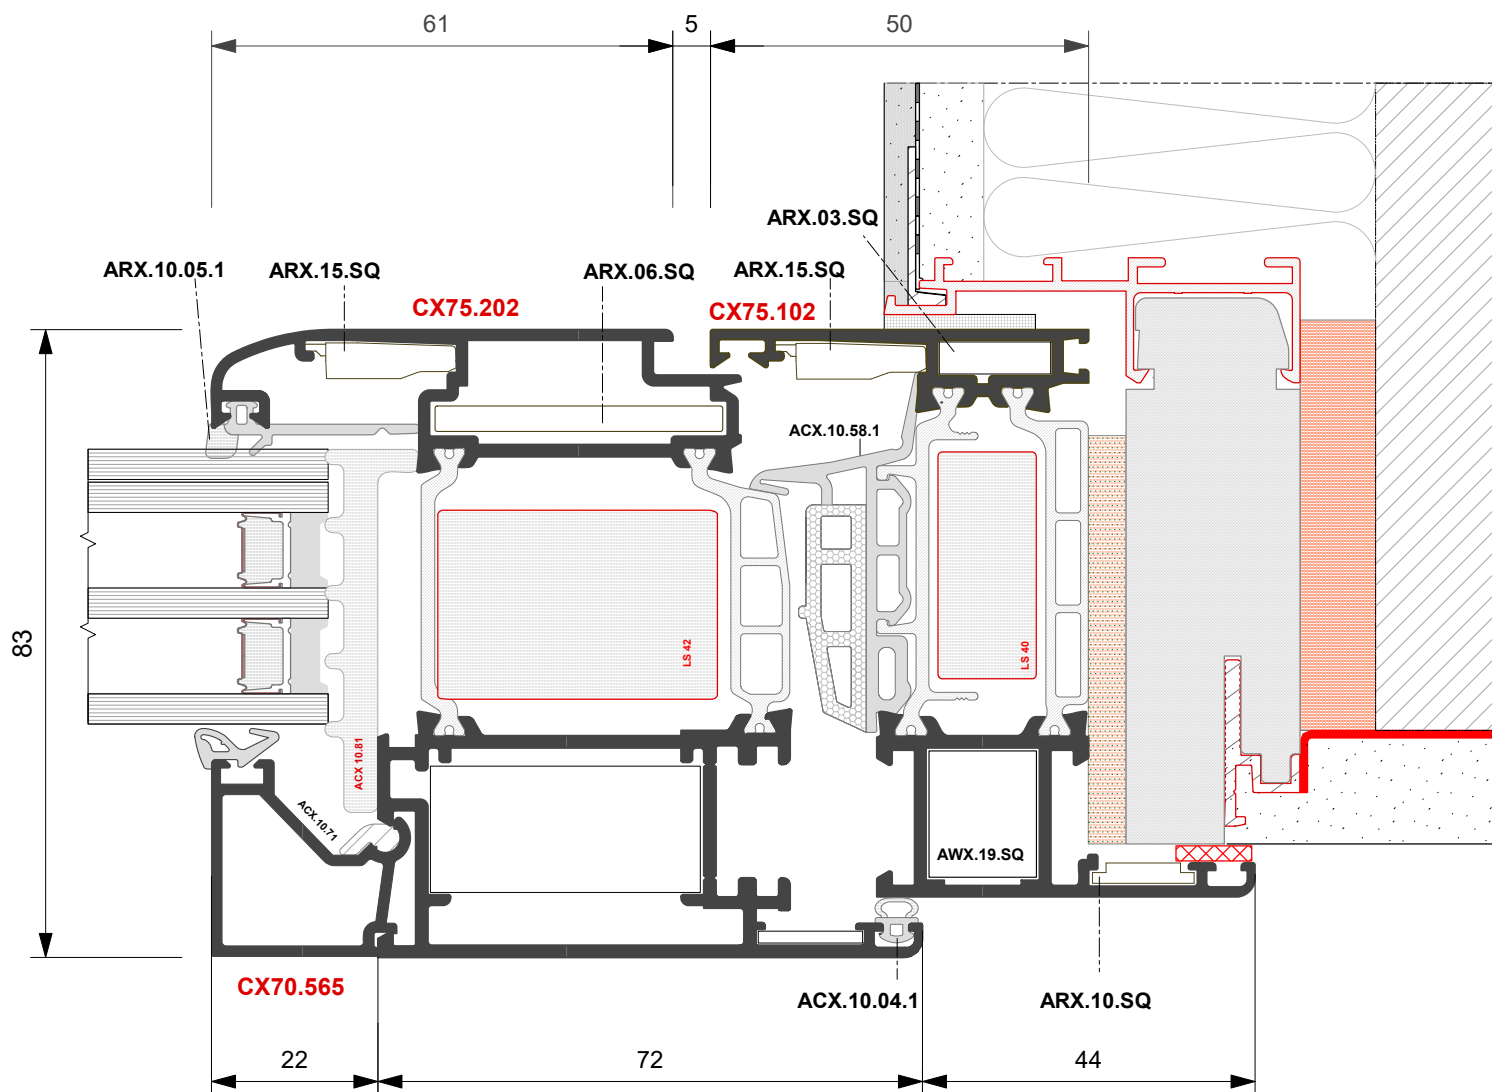 61
5
50
ARX.03.SQ
ARX.10.05.1
ARX.15.SQ
ARX.06.SQ
ARX.15.SQ
CX75.202
CX75.102
ACX.10.58.1
83
LS 42
LS 40
ACX 10.81
ACX.10.71
AWX.19.SQ
CX70.565
ACX.10.04.1
ARX.10.SQ
22
72
44